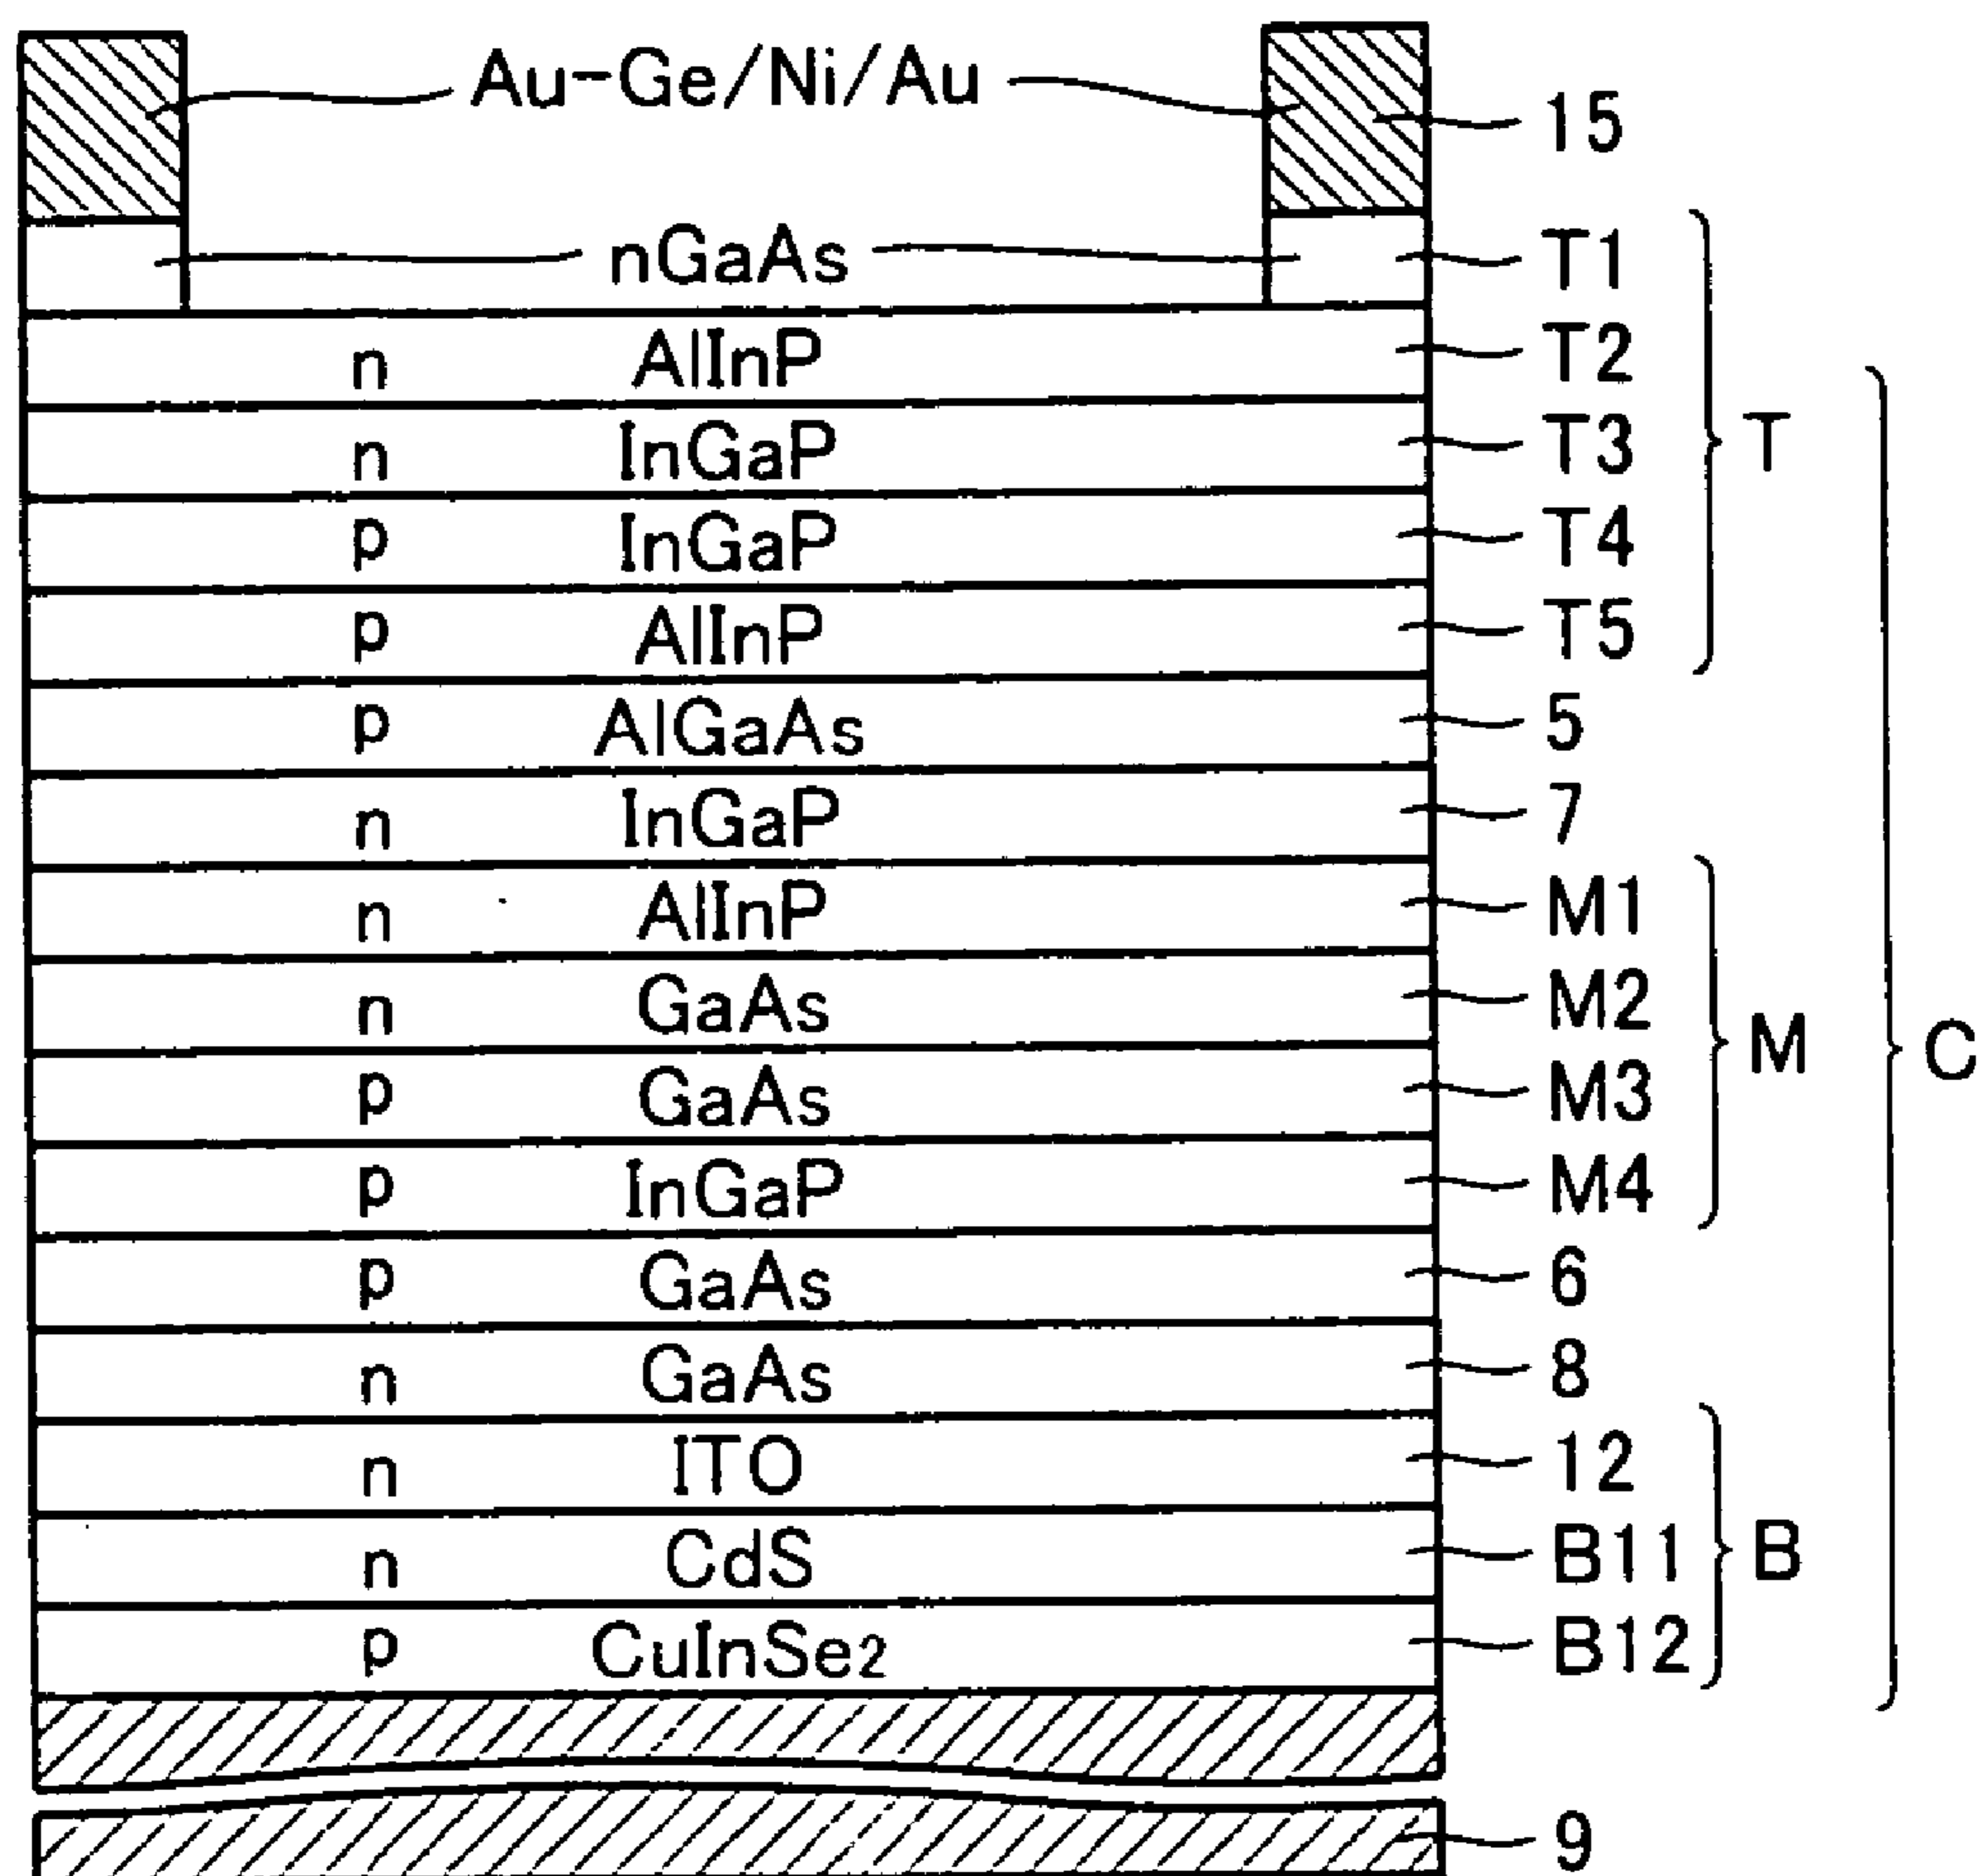 Au-Ge/Ni/Au 15
nGaAs T1
n AlInP T2
n InGaP T3
T
p InGaP T4
p AlInP T5
p AlGaAs 5
n InGaP 7
n AlInP M1
n GaAs M2
M C
p GaAs M3
p InGaP M4
p GaAs 6
n GaAs 8
n ITO 12
n CdS B11 B
p CuInSe2 B12
9